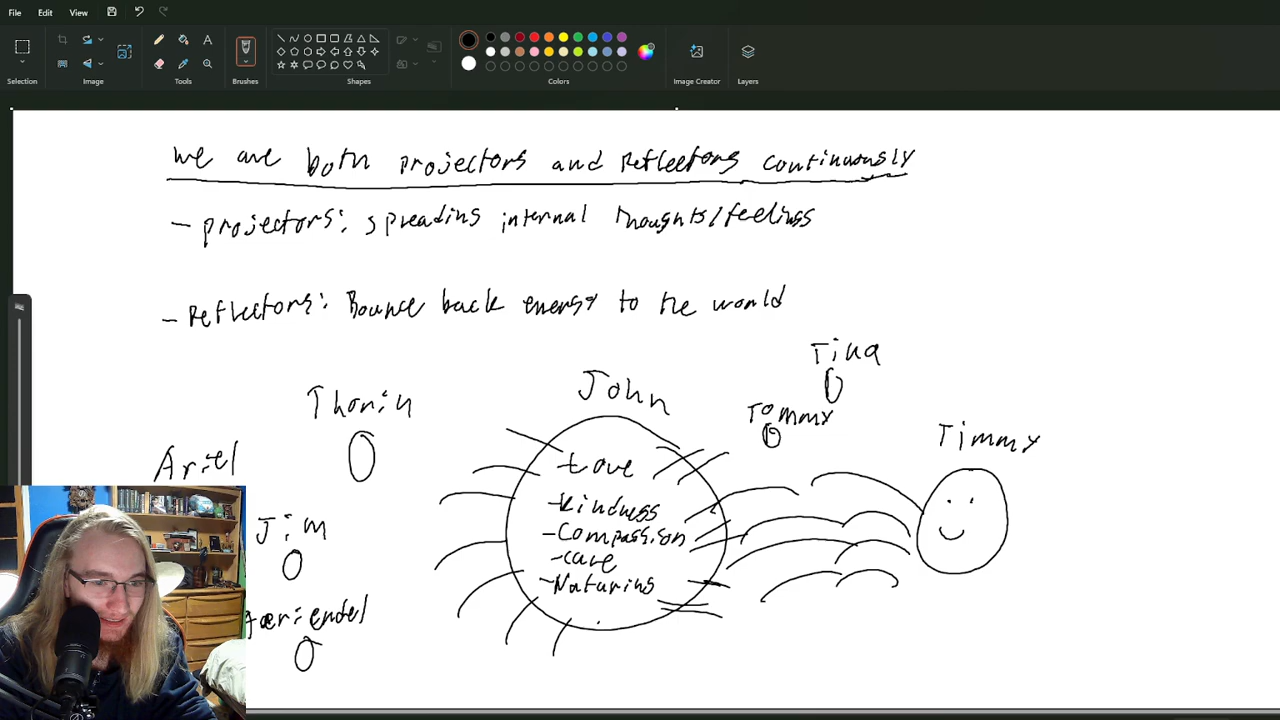 File Edit View
Selection Image Tools Brushes Shapes Colors Image Creator Layers
We are both projectors and Reflectors continuously
- projectors: spreading internal thoughts/feelings
- Reflectors: Bounce back energy to the world
Tina
John
Thorin
Tommy
Timmy
Ariel
Love
-Kindness
Jim
-Compassion
-Care
-Naturing